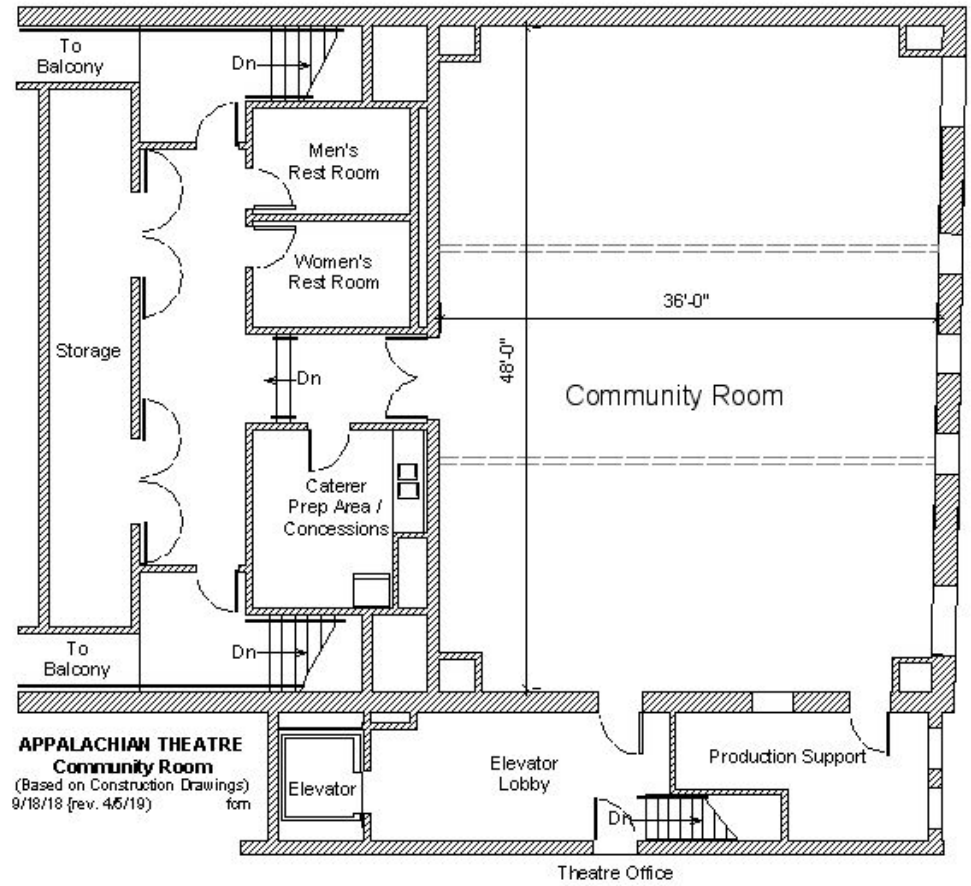 To
Balcony
Dn
Men's
Rest Room
Women's
Rest Room
36'-0"
Storage
Dn
48'-0"
Community Room
Caterer
Prep Area /
Concessions
To
Balcony
Dn
APPALACHIAN THEATRE
Community Room
(Based on Construction Drawings)
9/18/18 (rev. 4/5/19) fcm
Elevator
Elevator
Lobby
Production Support
Dn
Theatre Office